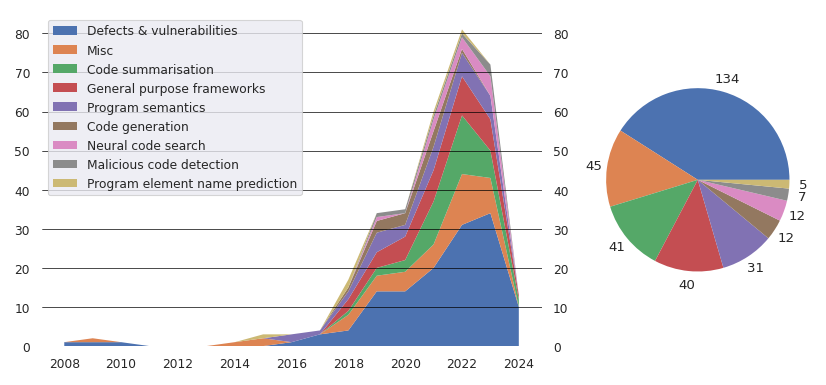 80
70
60
50
40
30
20
10
0
Defects & vulnerabilities
Misc
Code summarisation
General purpose frameworks
Program semantics
Code generation
Neural code search
Malicious code detection
Program element name prediction
2008 2010 2012 2014 2016 2018 2020 2022 2024
80
70
60
50
40
30
20
10
0
134
45
41
40
31
12
12
7
5